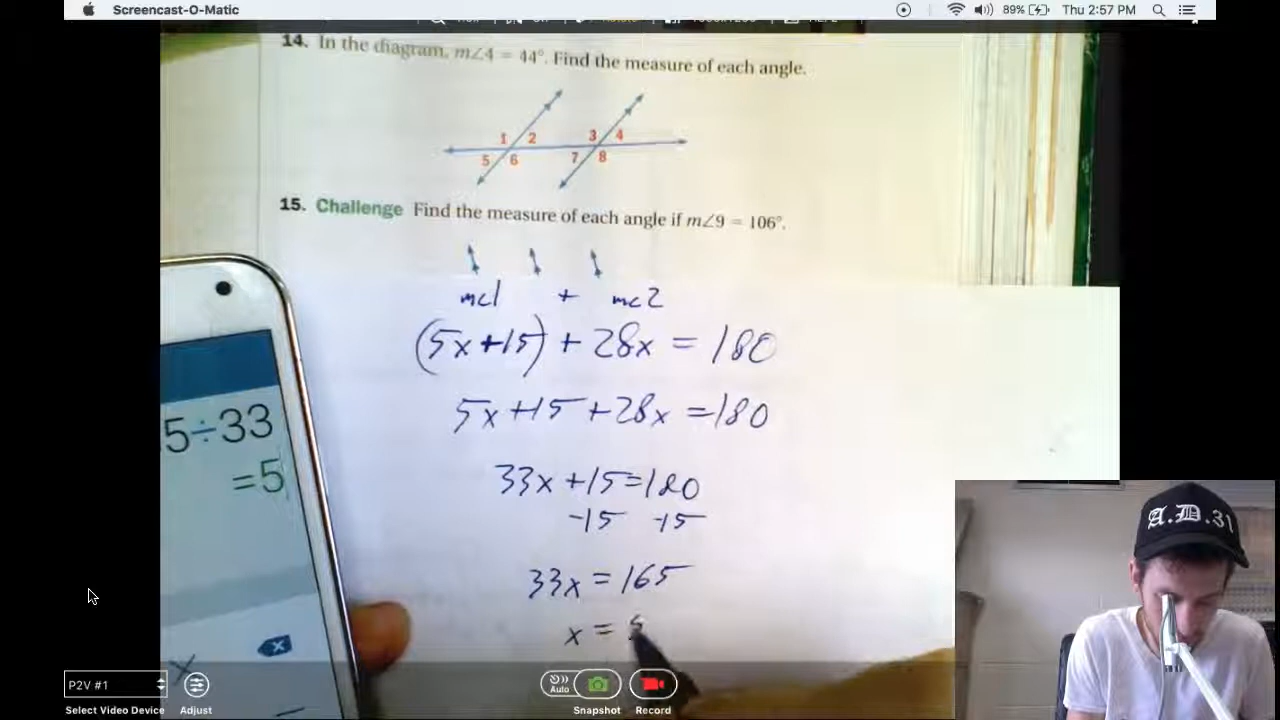 Screencast-O-Matic
89%
Thu 2:57 PM
14. In the diagram, m∠4 = 44°. Find the measure of each angle.
1 2 3 4
5 6 7 8
15. Challenge Find the measure of each angle if m∠9 = 106°.
m<1 + m<2
(5x+15) + 28x = 180
5x+15+28x=180
5÷33
33x+15=180
=5
-15 -15
33x = 165
x = 5
A.D.31
P2V #1
Auto
Select Video Device
Adjust
Snapshot
Record